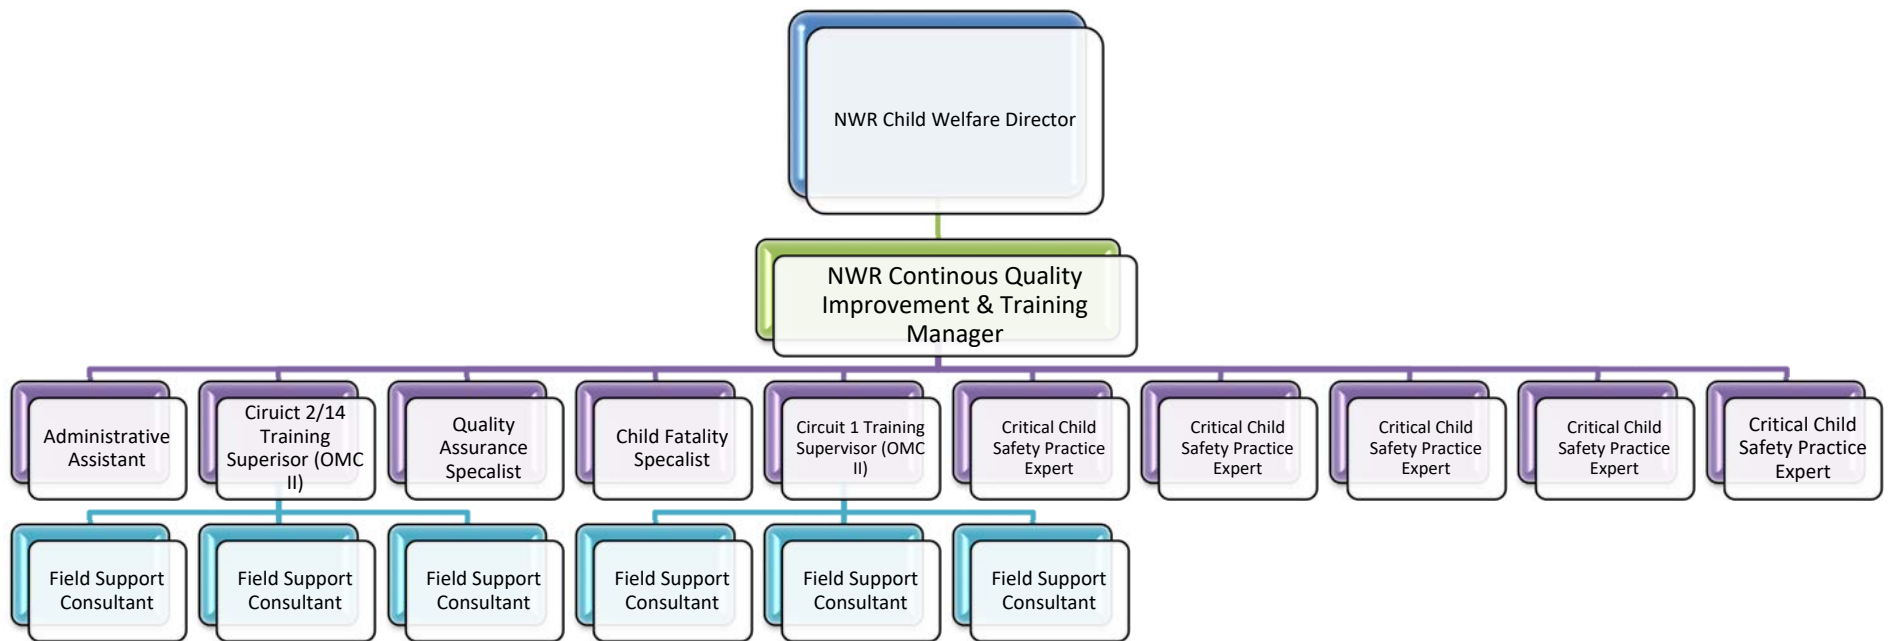 NWR Child Welfare Director
NWR Continous Quality
Improvement & Training
Manager
Administrative
Assistant
Ciruict 2/14
Training
Superisor (OMC
II)
Quality
Assurance
Specalist
Child Fatality
Specalist
Circuit 1 Training
Supervisor (OMC
II)
Critical Child
Safety Practice
Expert
Critical Child
Safety Practice
Expert
Critical Child
Safety Practice
Expert
Critical Child
Safety Practice
Expert
Critical Child
Safety Practice
Expert
Field Support
Consultant
Field Support
Consultant
Field Support
Consultant
Field Support
Consultant
Field Support
Consultant
Field Support
Consultant